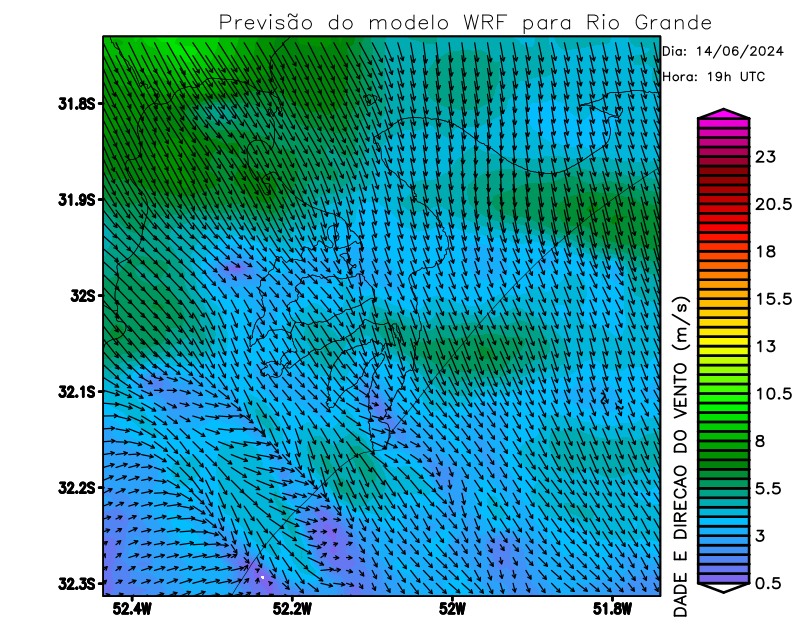 Previsão do modelo WRF para Rio Grande
Dia: 14/06/2024
Hora: 19h UTC
31.8S
31.9S
32S
32.1S
32.2S
32.3S
52.4W
52.2W
52W
51.8W
23
20.5
18
15.5
13
10.5
8
5.5
3
0.5
DADE E DIRECAO DO VENTO (m/s)